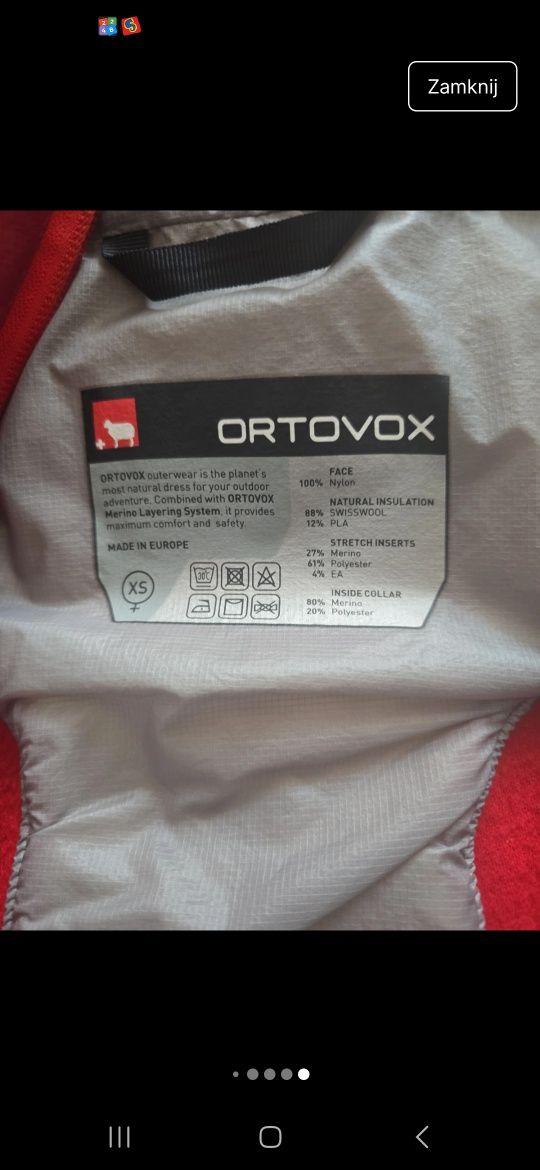 Zamknij
ORTOVOX
ORTOVOX outerwear is the planet's
most natural dress for your outdoor
adventure. Combined with ORTOVOX
Merino Layering System, it provides
maximum comfort and safety.
MADE IN EUROPE
XS
30°C
FACE
100% Nylon
NATURAL INSULATION
88% SWISSWOOL
12% PLA
STRETCH INSERTS
27% Merino
61% Polyester
4% EA
INSIDE COLLAR
80% Merino
20% Polyester